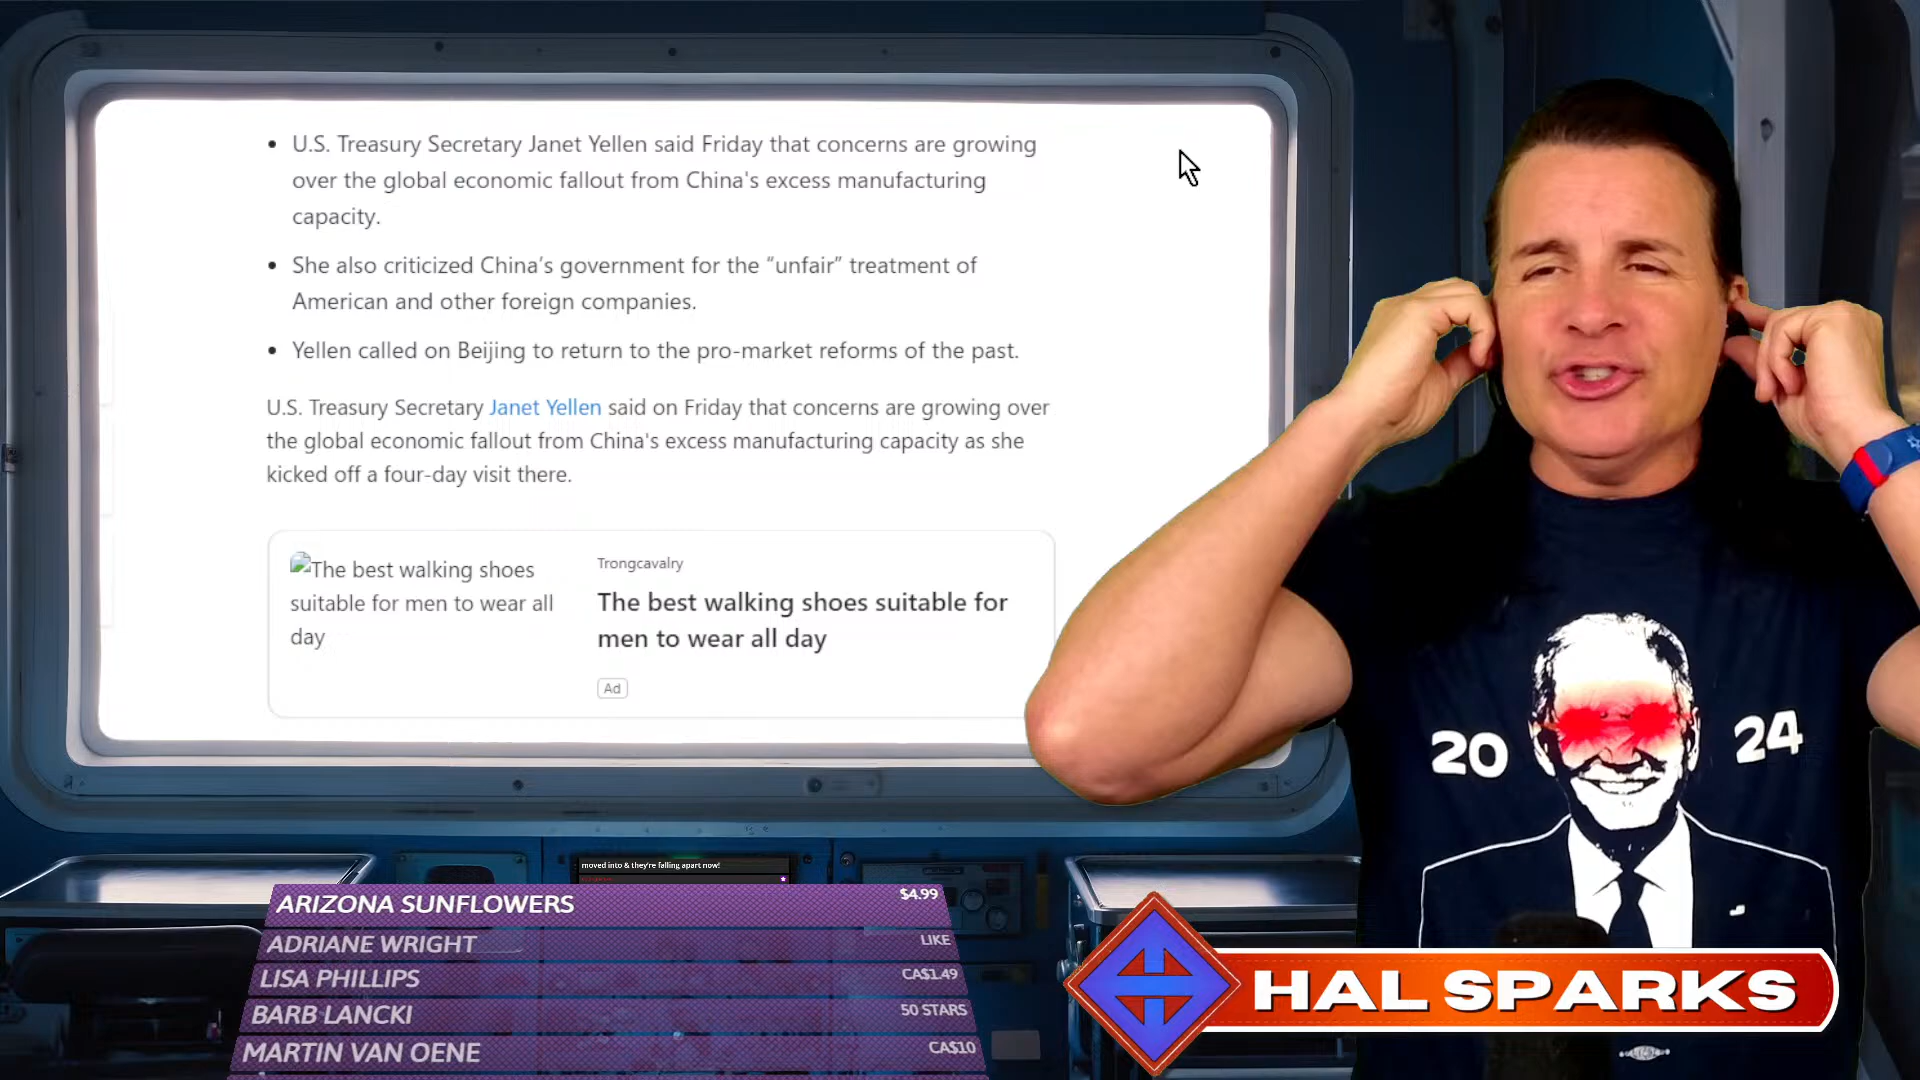 • U.S. Treasury Secretary Janet Yellen said Friday that concerns are growing
over the global economic fallout from China's excess manufacturing
capacity.
• She also criticized China’s government for the “unfair” treatment of
American and other foreign companies.
• Yellen called on Beijing to return to the pro-market reforms of the past.
U.S. Treasury Secretary Janet Yellen said on Friday that concerns are growing over
the global economic fallout from China's excess manufacturing capacity as she
kicked off a four-day visit there.
The best walking shoes
suitable for men to wear all
day
Trongcavalry
The best walking shoes suitable for
men to wear all day
Ad
20 24
moved into & they're falling apart now!
ARIZONA SUNFLOWERS $4.99
ADRIANE WRIGHT LIKE
LISA PHILLIPS CA$1.49
BARB LANCKI 50 STARS
MARTIN VAN OENE CA$10
HAL SPARKS